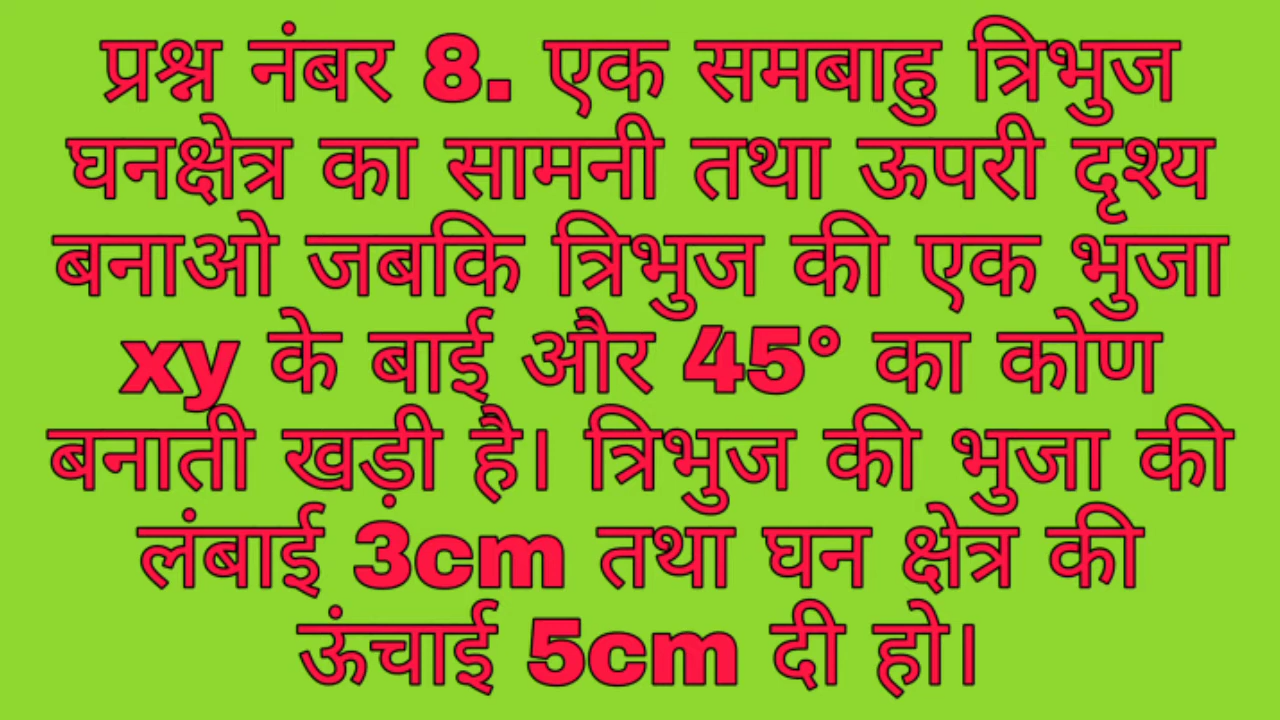 प्रश्न नंबर 8. एक समबाहु त्रिभुज
घनक्षेत्र का सामनी तथा ऊपरी दृश्य
बनाओ जबकि त्रिभुज की एक भुजा
xy के बाई और 45° का कोण
बनाती खड़ी है। त्रिभुज की भुजा की
लंबाई 3cm तथा घन क्षेत्र की
ऊंचाई 5cm दी हो।